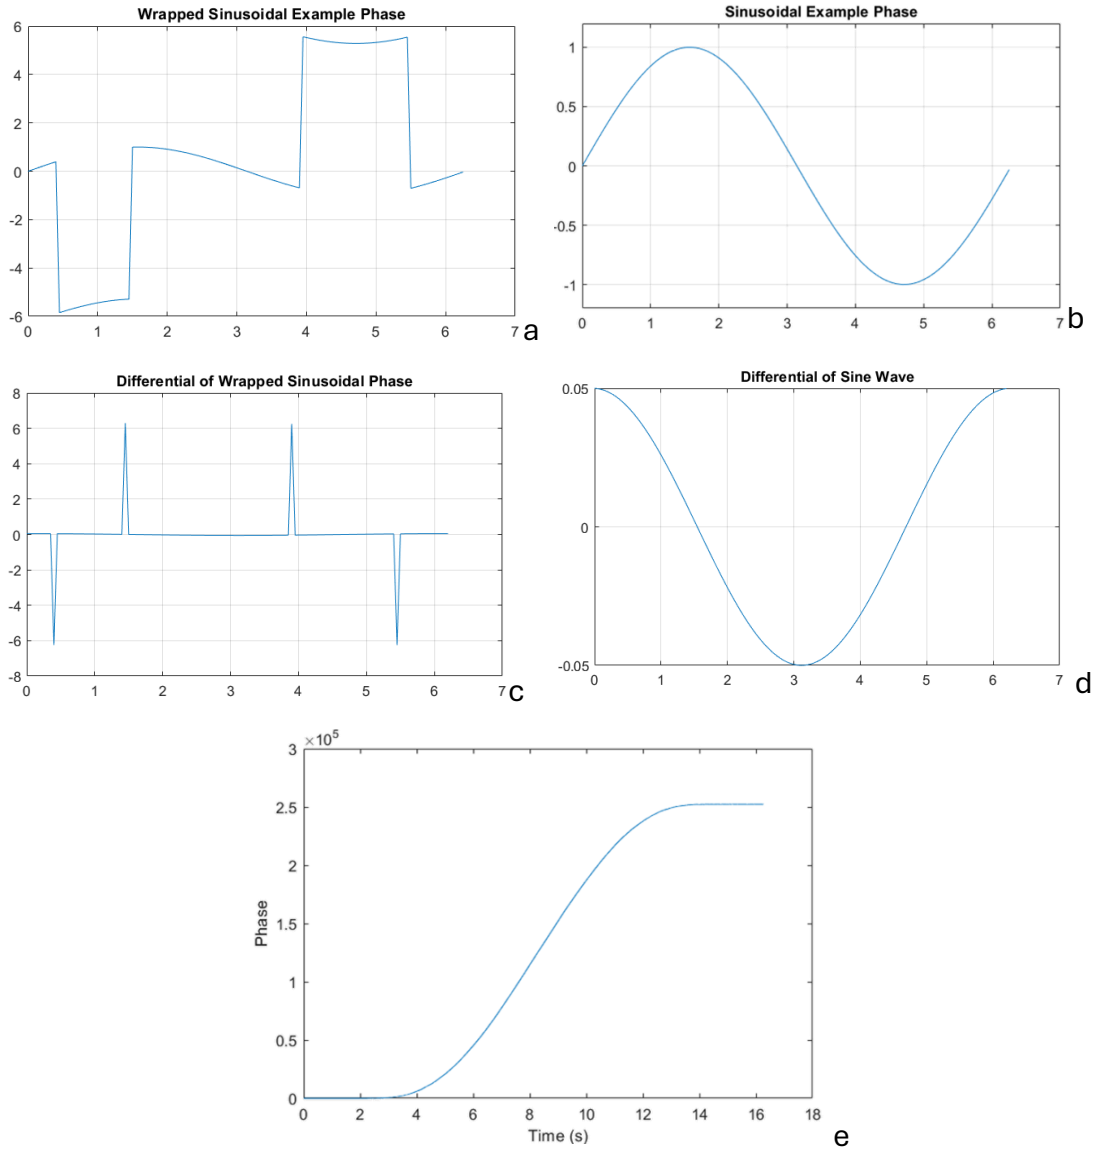 Wrapped Sinusoidal Example Phase
6
4
2
0
-2
-4
-6
0 1 2 3 4 5 6 7
a
Sinusoidal Example Phase
1
0.5
0
-0.5
-1
0 1 2 3 4 5 6 7
b
Differential of Wrapped Sinusoidal Phase
8
6
4
2
0
-2
-4
-6
-8
0 1 2 3 4 5 6 7
c
Differential of Sine Wave
0.05
0
-0.05
0 1 2 3 4 5 6 7
d
×10⁵
3
2.5
2
1.5
1
0.5
0
Phase
0 2 4 6 8 10 12 14 16 18
Time (s)
e